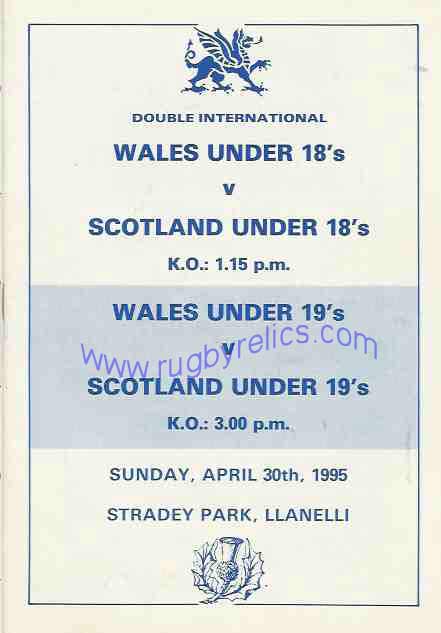 DOUBLE INTERNATIONAL
WALES UNDER 18's
v
SCOTLAND UNDER 18's
K.O.: 1.15 p.m.
WALES UNDER 19's
v
www.rugbyrelics.com
SCOTLAND UNDER 19's
K.O.: 3.00 p.m.
SUNDAY, APRIL 30th, 1995
STRADEY PARK, LLANELLI